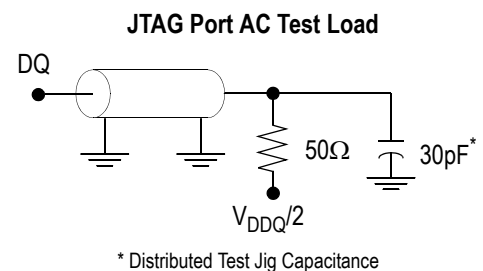 JTAG Port AC Test Load
DQ
50Ω
30pF*
VDDQ/2
* Distributed Test Jig Capacitance